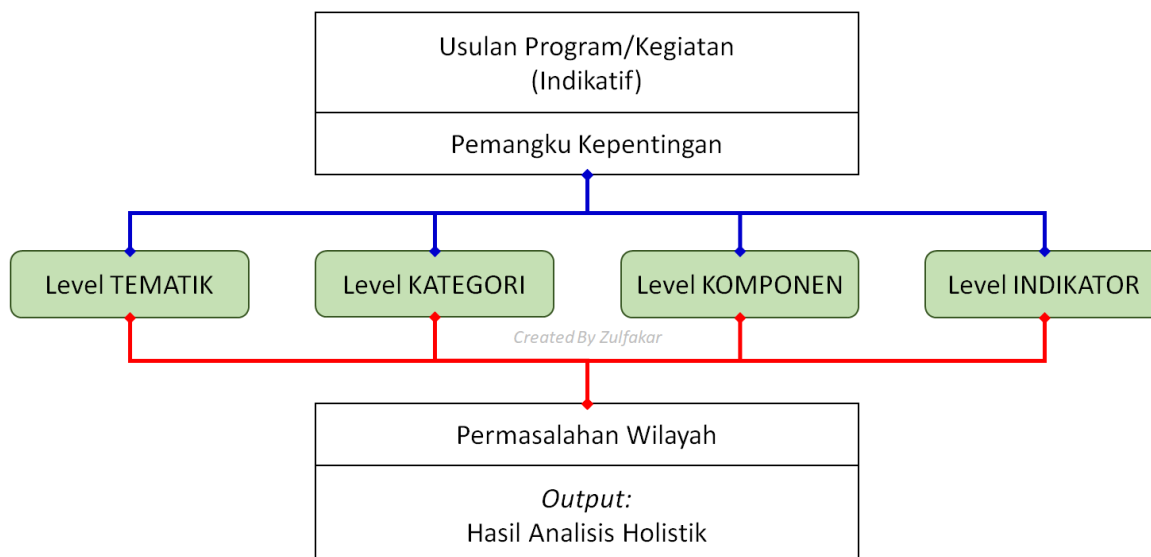 Usulan Program/Kegiatan
(Indikatif)
Pemangku Kepentingan
Level TEMATIK
Level KATEGORI
Level KOMPONEN
Level INDIKATOR
Created By Zulfakar
Permasalahan Wilayah
Output:
Hasil Analisis Holistik